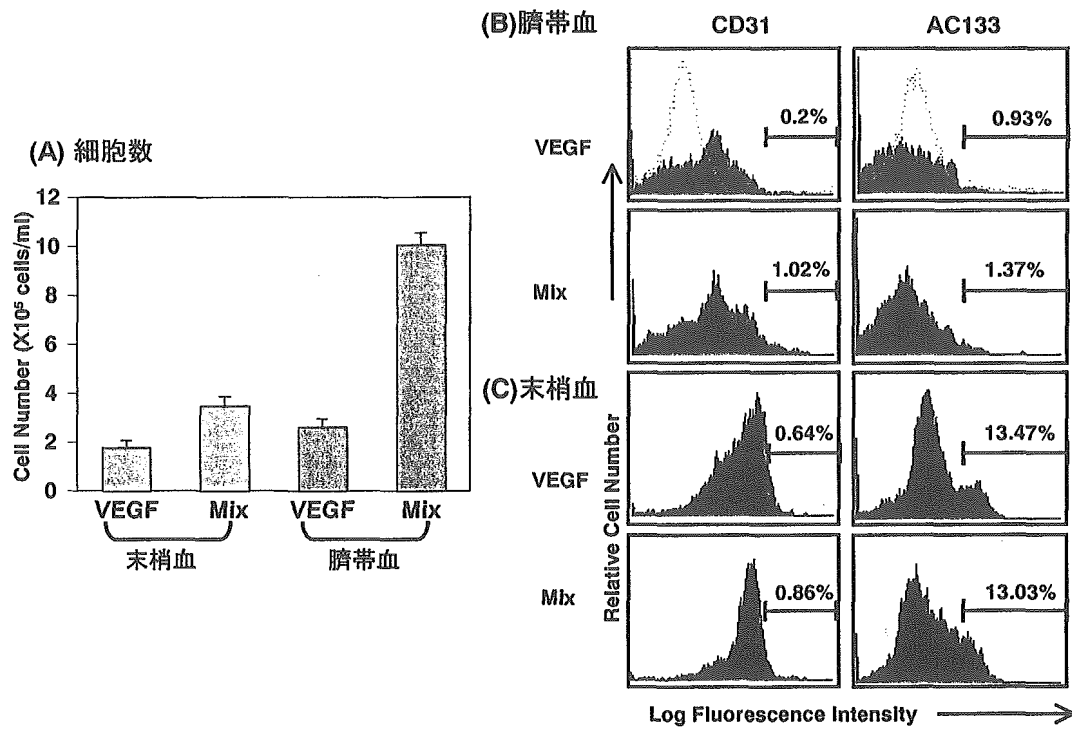 (A) 細胞数
Cell Number (X10⁵ cells/ml)
12
10
8
6
4
2
0
VEGF
Mix
VEGF
Mix
末梢血
臍帯血
(B)臍帯血
CD31
AC133
VEGF
0.2%
0.93%
Mix
1.02%
1.37%
(C)末梢血
VEGF
0.64%
13.47%
Mix
0.86%
13.03%
Relative Cell Number
Log Fluorescence Intensity